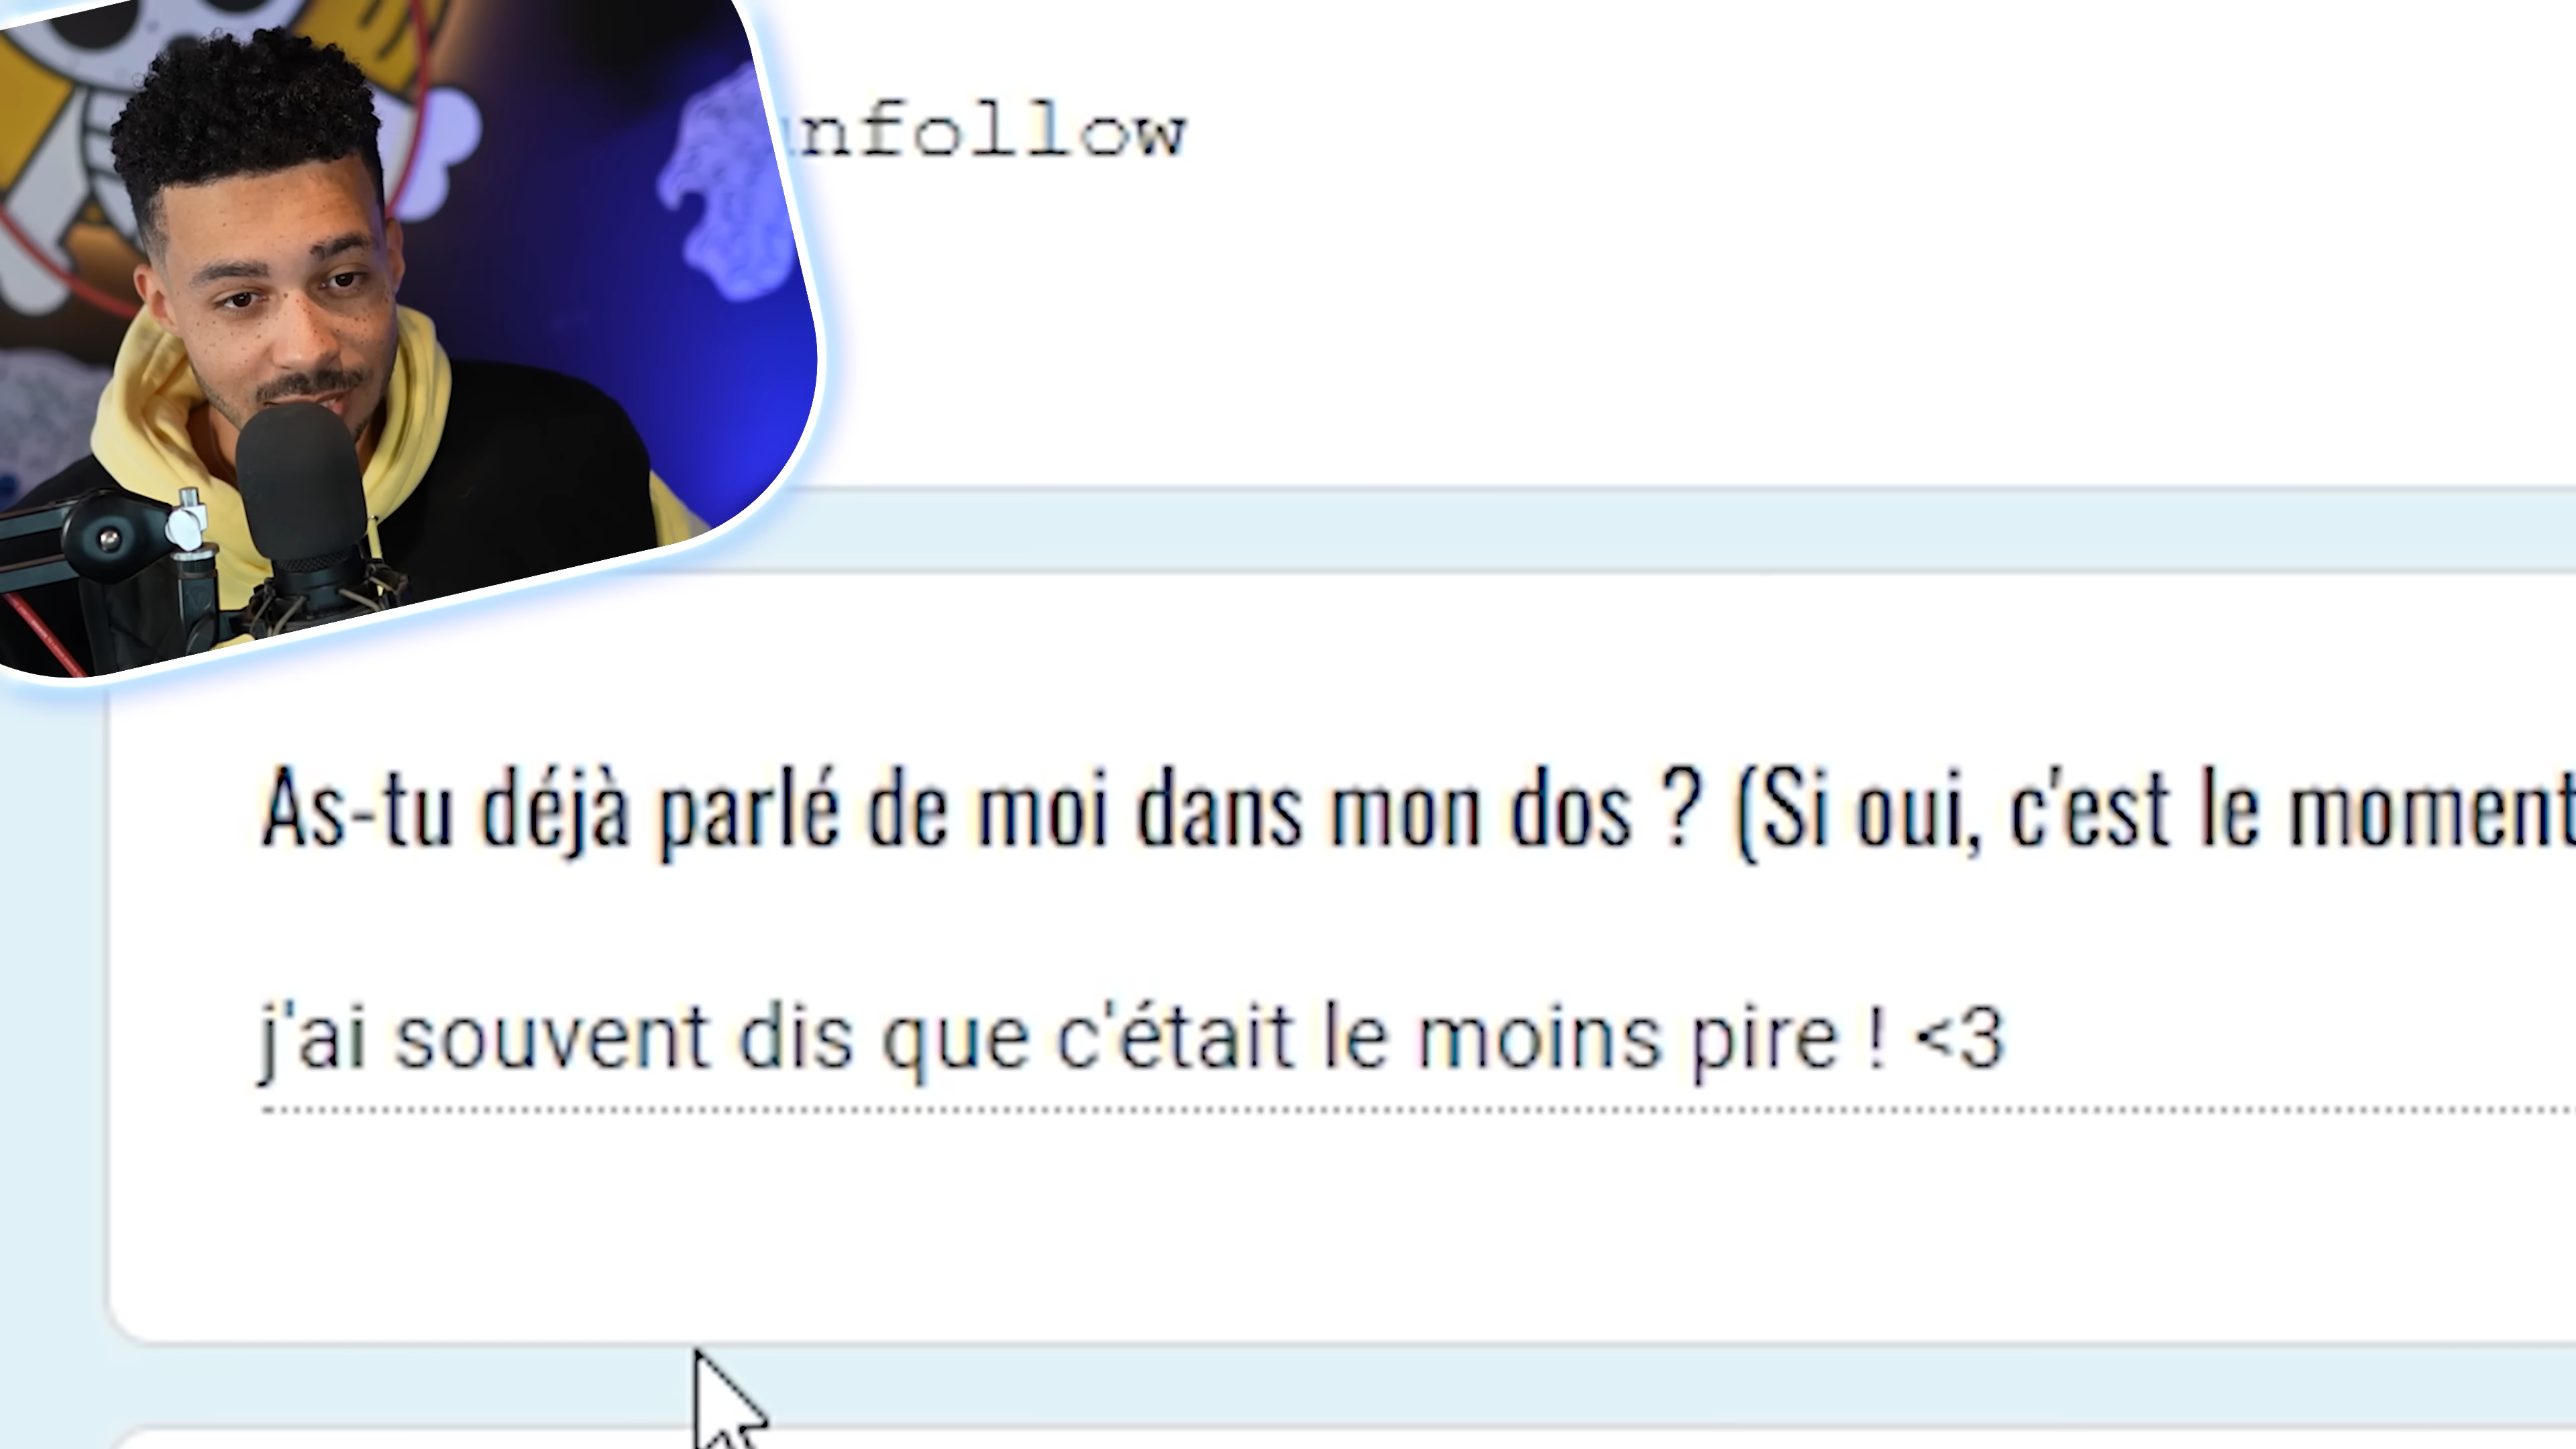 As-tu déjà parlé de moi dans mon dos ? (Si oui, c'est le moment
j'ai souvent dis que c'était le moins pire ! <3